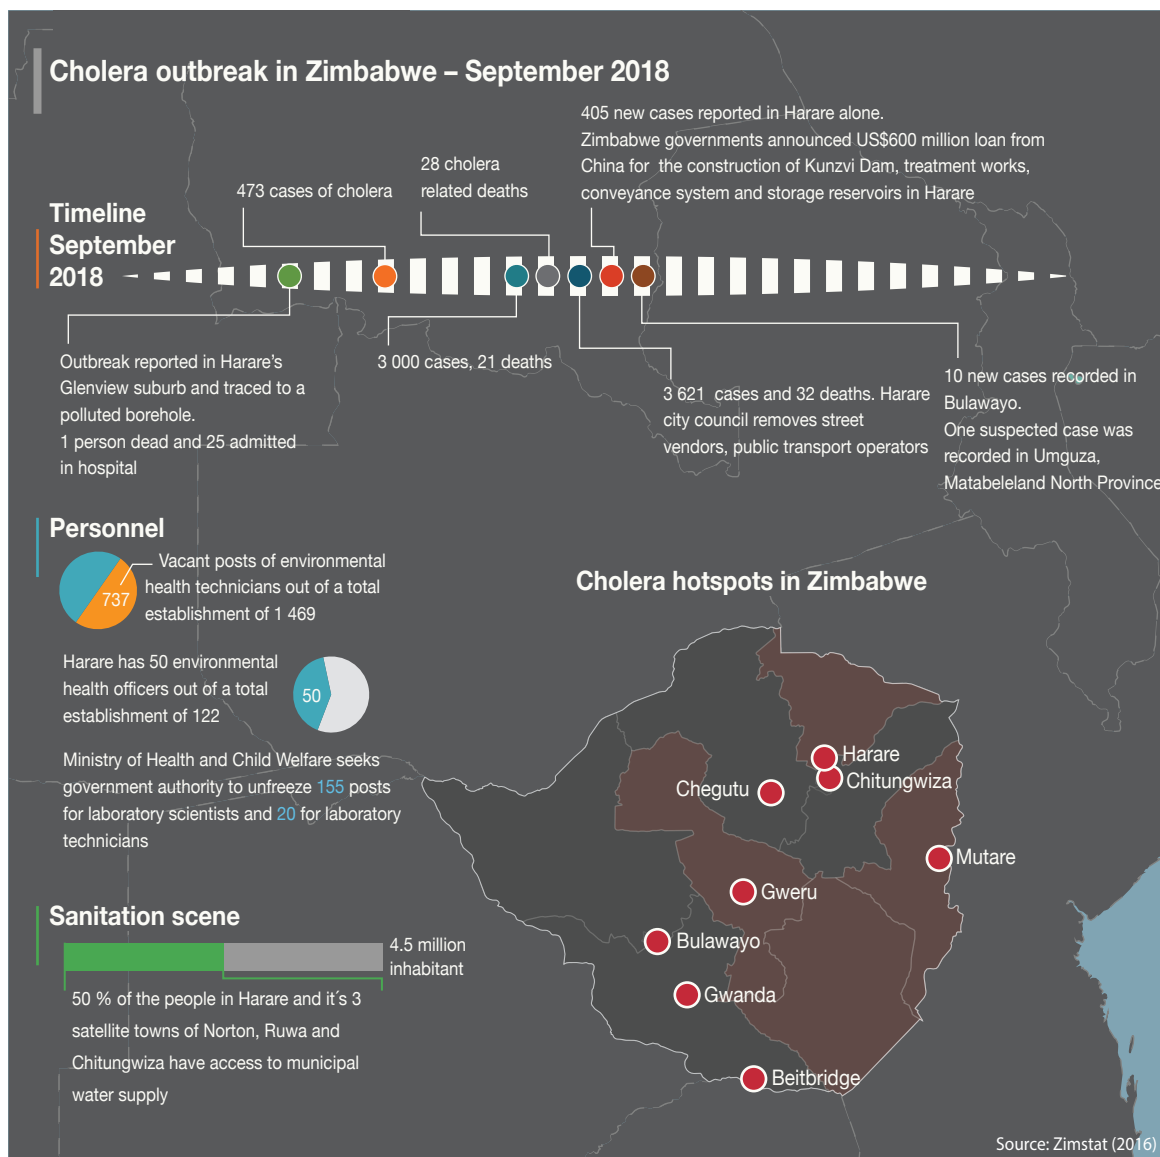 Cholera outbreak in Zimbabwe – September 2018
405 new cases reported in Harare alone.
Zimbabwe governments announced US$600 million loan from
China for the construction of Kunzvi Dam, treatment works,
conveyance system and storage reservoirs in Harare
28 cholera
related deaths
473 cases of cholera
Timeline
September
2018
Outbreak reported in Harare's
Glenview suburb and traced to a
polluted borehole.
1 person dead and 25 admitted
in hospital
3 000 cases, 21 deaths
3 621 cases and 32 deaths. Harare
city council removes street
vendors, public transport operators
10 new cases recorded in
Bulawayo.
One suspected case was
recorded in Umguza,
Matabeleland North Province
Personnel
737
Vacant posts of environmental
health technicians out of a total
establishment of 1 469
Harare has 50 environmental
health officers out of a total
establishment of 122
50
Ministry of Health and Child Welfare seeks
government authority to unfreeze 155 posts
for laboratory scientists and 20 for laboratory
technicians
Sanitation scene
4.5 million
inhabitant
50 % of the people in Harare and it´s 3
satellite towns of Norton, Ruwa and
Chitungwiza have access to municipal
water supply
Cholera hotspots in Zimbabwe
Harare
Chitungwiza
Chegutu
Mutare
Gweru
Bulawayo
Gwanda
Beitbridge
Source: Zimstat (2016)